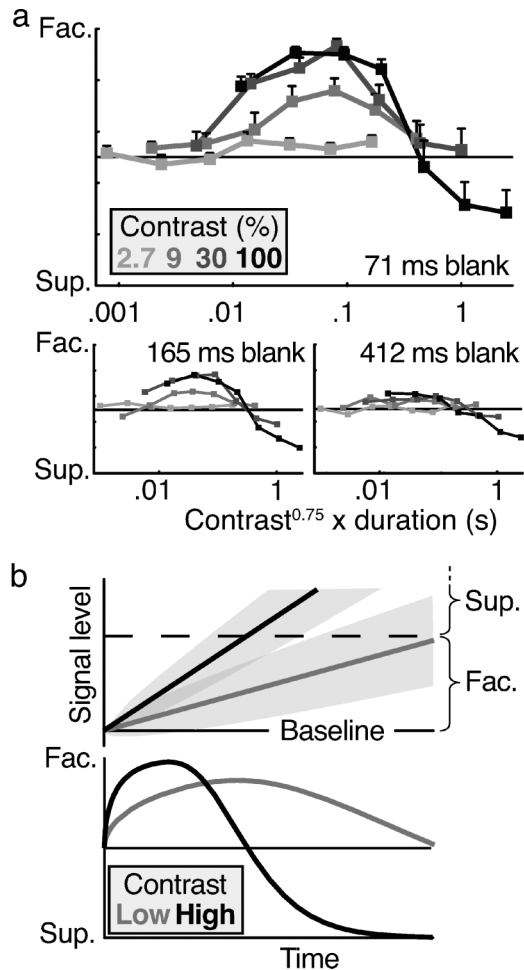 a
Fac.
Contrast (%)
2.7 9 30 100
71 ms blank
Sup.
.001 .01 .1 1
Fac.
165 ms blank
412 ms blank
Sup.
.01 1 .01 1
Contrast^0.75 x duration (s)
b
Signal level
Sup.
Fac.
Baseline
Fac.
Contrast
Low High
Sup.
Time